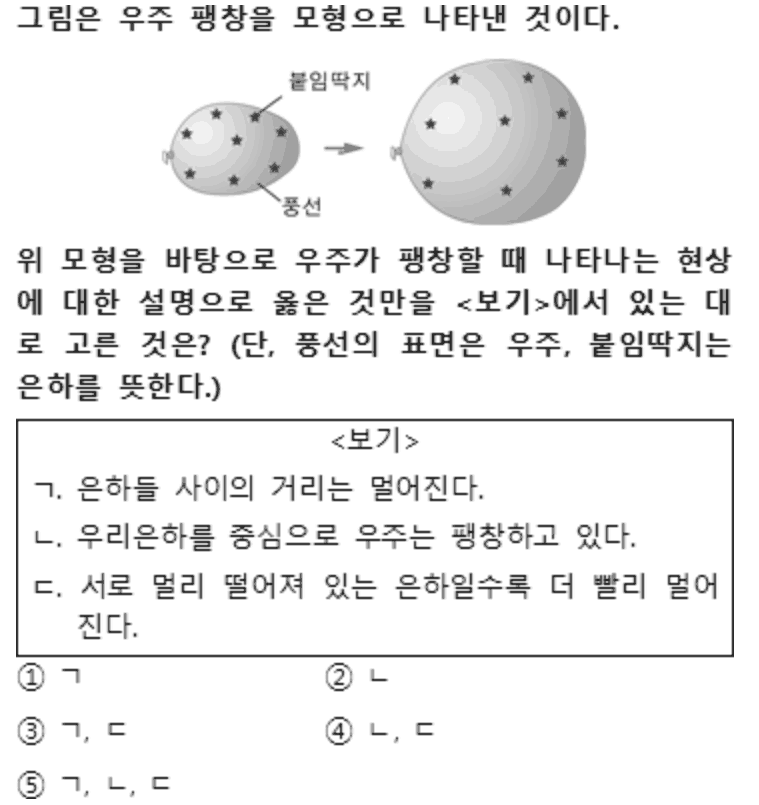 그림은 우주 팽창을 모형으로 나타낸 것이다.
붙임딱지
풍선
위 모형을 바탕으로 우주가 팽창할 때 나타나는 현상
에 대한 설명으로 옳은 것만을 <보기>에서 있는 대
로 고른 것은? (단, 풍선의 표면은 우주, 붙임딱지는
은하를 뜻한다.)
<보기>
ㄱ. 은하들 사이의 거리는 멀어진다.
ㄴ. 우리은하를 중심으로 우주는 팽창하고 있다.
ㄷ. 서로 멀리 떨어져 있는 은하일수록 더 빨리 멀어
진다.
① ㄱ ② ㄴ
③ ㄱ, ㄷ ④ ㄴ, ㄷ
⑤ ㄱ, ㄴ, ㄷ